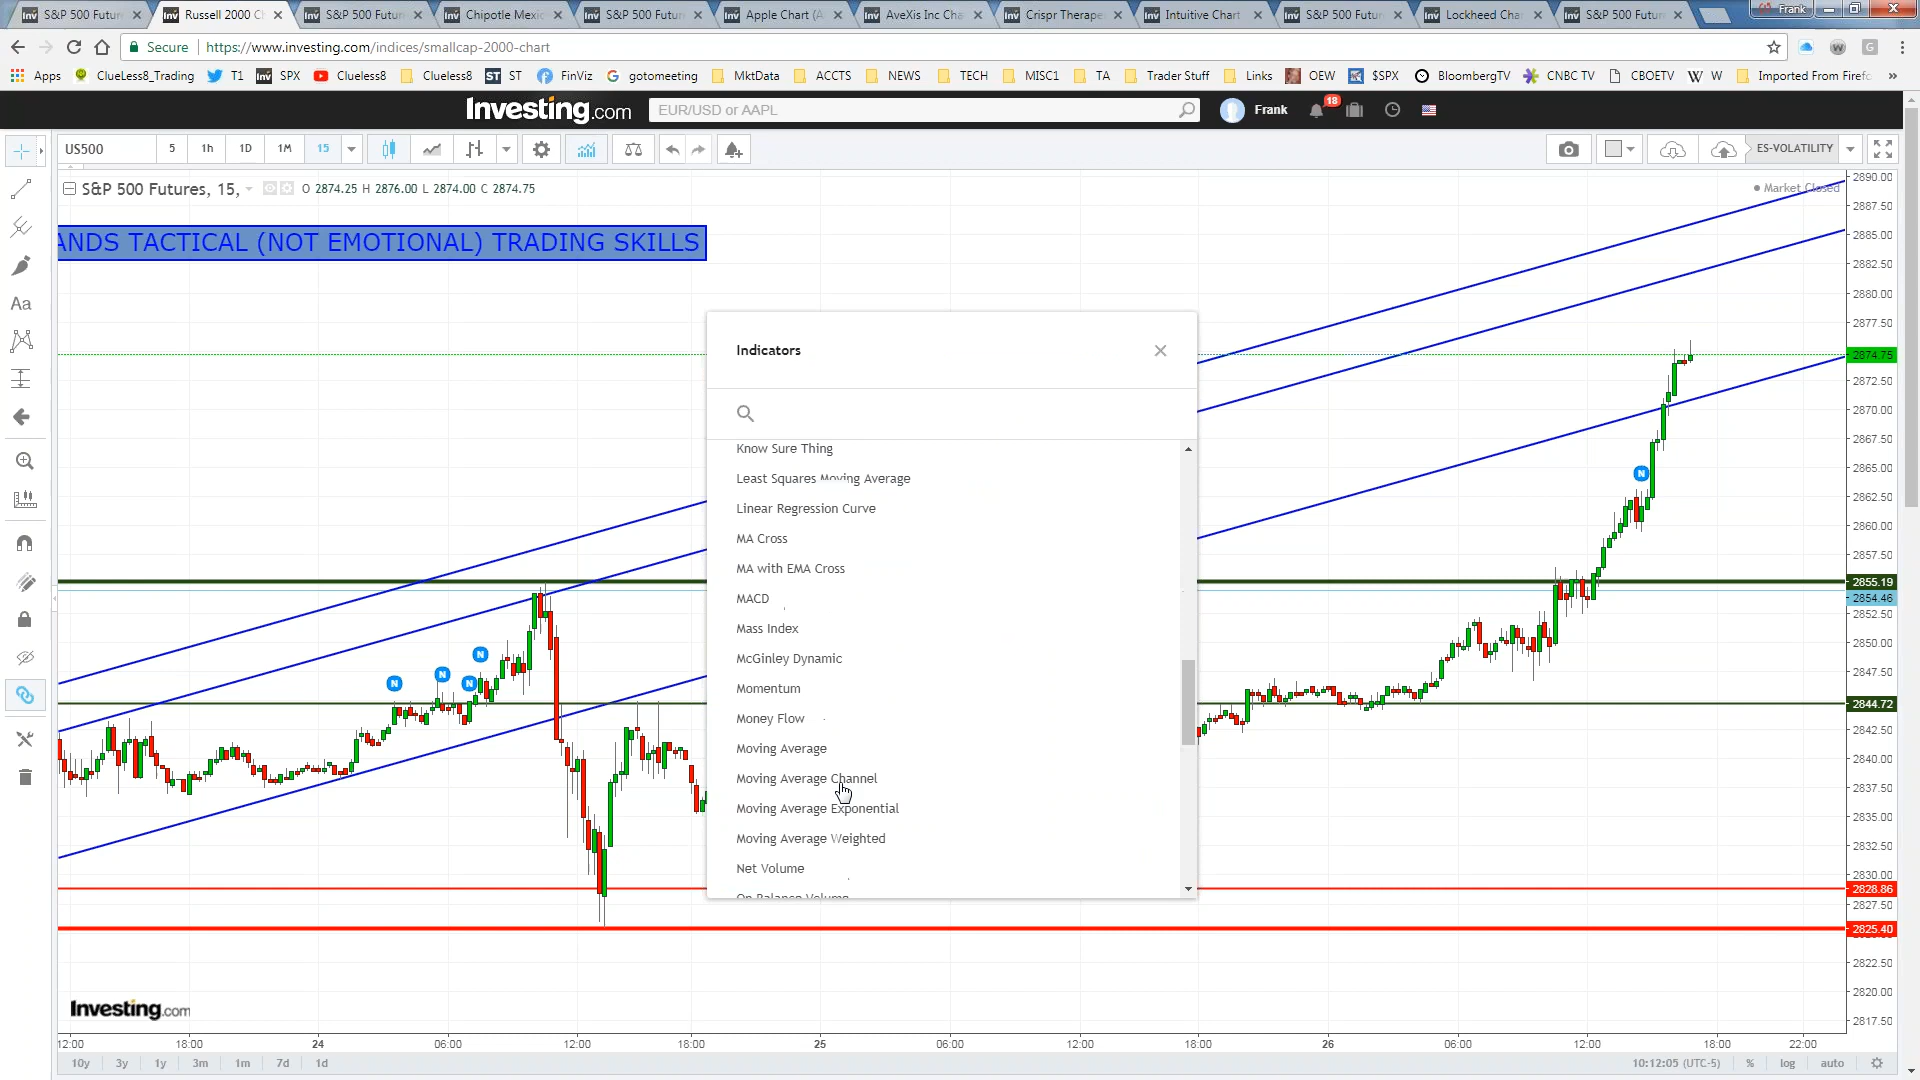 S&P 500 Future
Russell 2000 C
S&P 500 Futur
Chipotle Mexic
S&P 500 Futur
Apple Chart (A
AveXis Inc Cha
Crispr Therape
Intuitive Chart
S&P 500 Futur
Lockheed Cha
S&P 500 Futur
Frank
Secure
https://www.investing.com/indices/smallcap-2000-chart
Apps
ClueLess8_Trading
T1
SPX
Clueless8
Clueless8
ST
FinViz
gotomeeting
MktData
ACCTS
NEWS
TECH
MISC1
TA
Trader Stuff
Links
OEW
$SPX
BloombergTV
CNBC TV
CBOETV
W
Imported From Firefo
Investing.com
EUR/USD or AAPL
Frank
18
US500
5
1h
1D
1M
15
ES-VOLATILITY
S&P 500 Futures, 15,
O 2874.25 H 2876.00 L 2874.00 C 2874.75
Market Closed
ANDS TACTICAL (NOT EMOTIONAL) TRADING SKILLS
Indicators
Know Sure Thing
Least Squares Moving Average
Linear Regression Curve
MA Cross
MA with EMA Cross
MACD
Mass Index
McGinley Dynamic
Momentum
Money Flow
Moving Average
Moving Average Channel
Moving Average Exponential
Moving Average Weighted
Net Volume
On Balance Volume
N
N
N
N
N
2890.00
2887.50
2885.00
2882.50
2880.00
2877.50
2874.75
2872.50
2870.00
2867.50
2865.00
2862.50
2860.00
2857.50
2855.19
2854.46
2852.50
2850.00
2847.50
2844.72
2842.50
2840.00
2837.50
2835.00
2832.50
2830.00
2828.86
2827.50
2825.40
2822.50
2820.00
2817.50
Investing.com
12:00
18:00
24
06:00
12:00
18:00
25
06:00
12:00
18:00
26
06:00
12:00
18:00
22:00
10y
3y
1y
3m
1m
7d
1d
10:12:05 (UTC-5)
%
log
auto